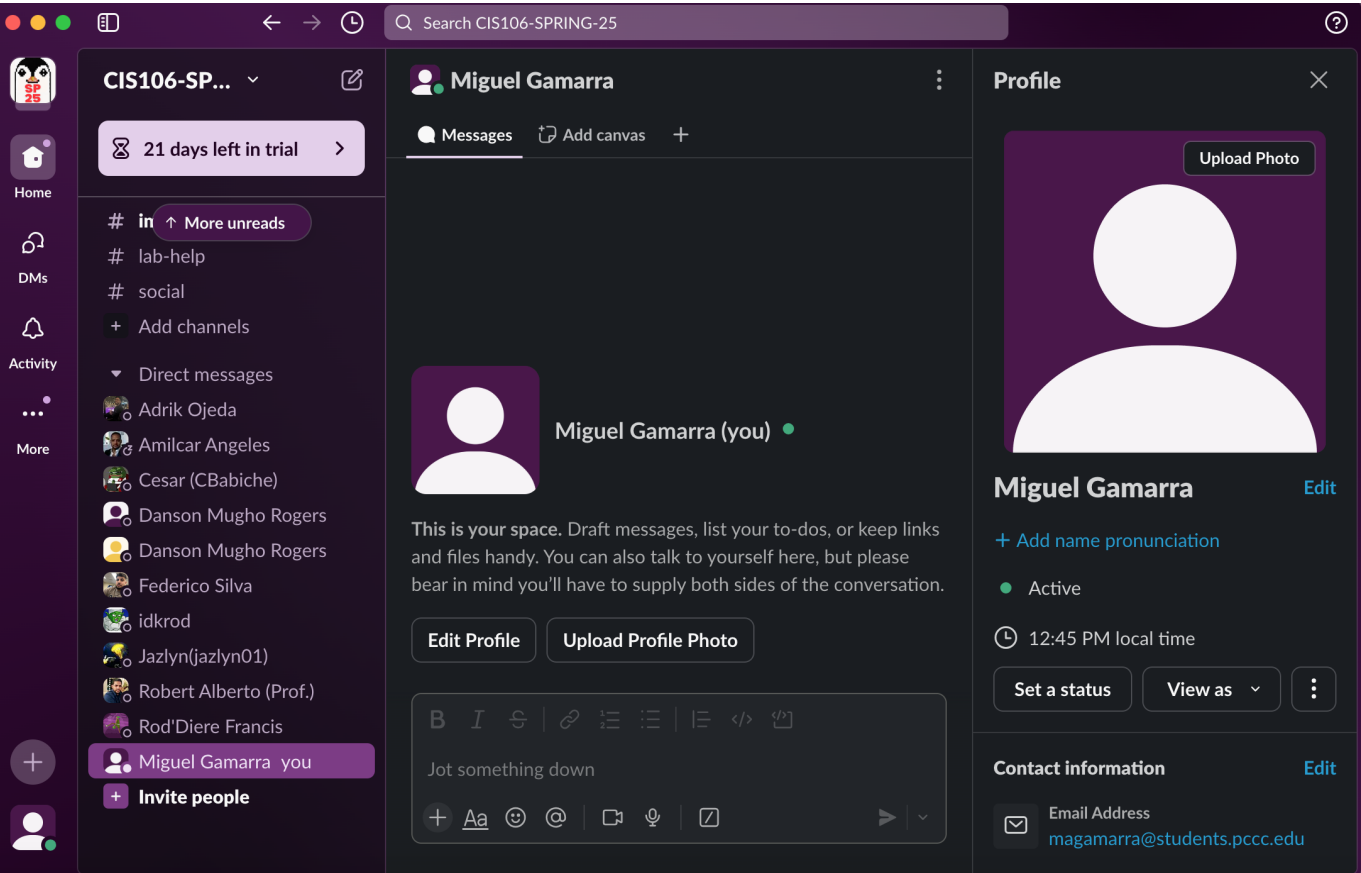 Search CIS106-SPRING-25
SP
25
Home
DMs
Activity
More
CIS106-SP...
21 days left in trial
# in
↑ More unreads
# lab-help
# social
+ Add channels
Direct messages
Adrik Ojeda
Amilcar Angeles
Cesar (CBabiche)
Danson Mugho Rogers
Danson Mugho Rogers
Federico Silva
idkrod
Jazlyn(jazlyn01)
Robert Alberto (Prof.)
Rod'Diere Francis
Miguel Gamarra you
+ Invite people
Miguel Gamarra
Messages
Add canvas
+
Miguel Gamarra (you)
This is your space. Draft messages, list your to-dos, or keep links
and files handy. You can also talk to yourself here, but please
bear in mind you'll have to supply both sides of the conversation.
Edit Profile
Upload Profile Photo
B I S
Jot something down
+ Aa @
Profile
Upload Photo
Miguel Gamarra
Edit
+ Add name pronunciation
Active
12:45 PM local time
Set a status
View as
Contact information
Edit
Email Address
magamarra@students.pccc.edu